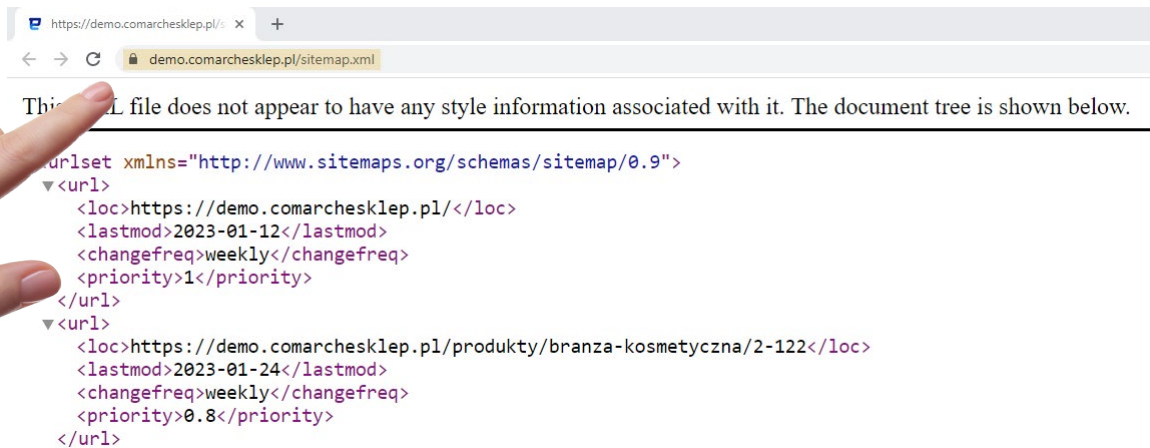 https://demo.comarchesklep.pl/s
demo.comarchesklep.pl/sitemap.xml
This file does not appear to have any style information associated with it. The document tree is shown below.
urlset xmlns="http://www.sitemaps.org/schemas/sitemap/0.9">
▼<url>
<loc>https://demo.comarchesklep.pl/</loc>
<lastmod>2023-01-12</lastmod>
<changefreq>weekly</changefreq>
<priority>1</priority>
</url>
▼<url>
<loc>https://demo.comarchesklep.pl/produkty/branza-kosmetyczna/2-122</loc>
<lastmod>2023-01-24</lastmod>
<changefreq>weekly</changefreq>
<priority>0.8</priority>
</url>